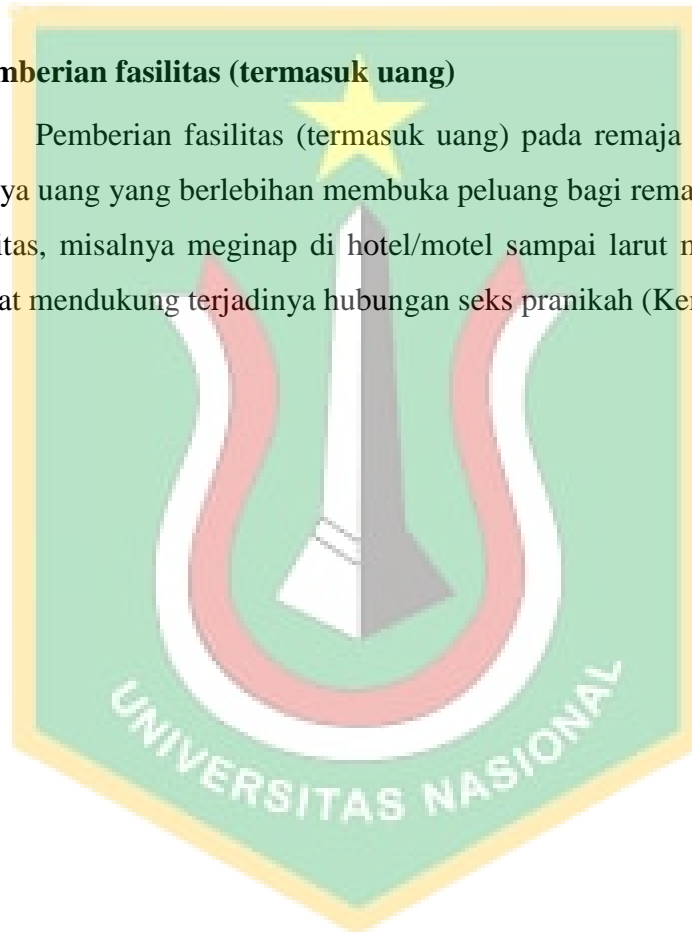 mberian fasilitas (termasuk uang)
Pemberian fasilitas (termasuk uang) pada remaja
ya uang yang berlebihan membuka peluang bagi rema
itas, misalnya meginap di hotel/motel sampai larut m
at mendukung terjadinya hubungan seks pranikah (Ker
UNIVERSITAS NASIONAL